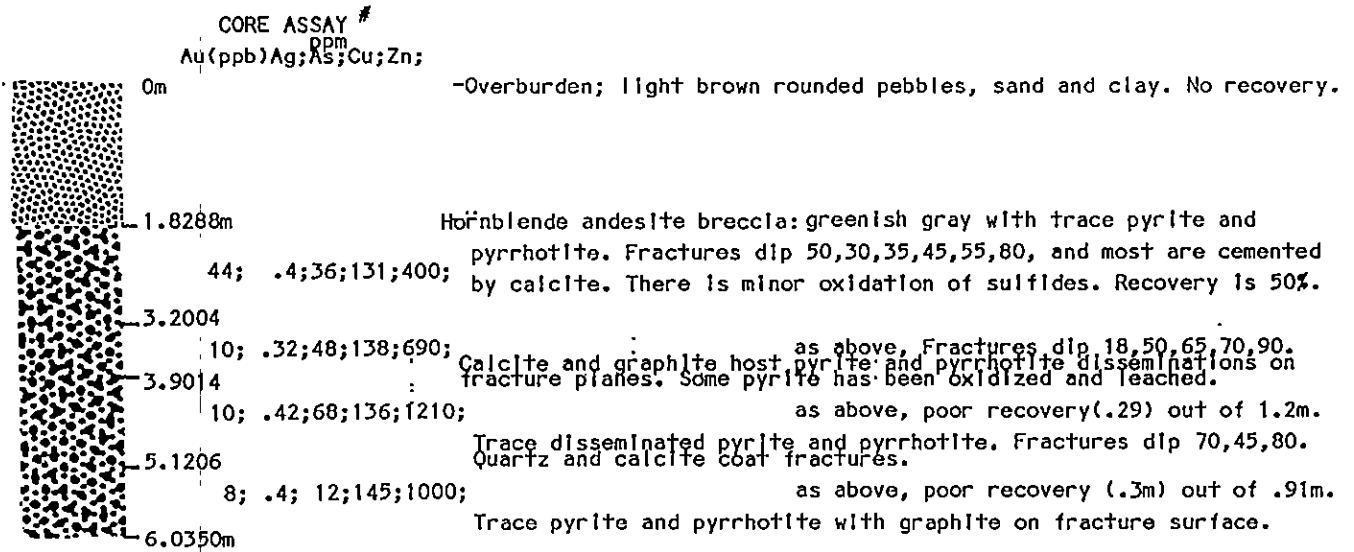 CORE ASSAY #
ppm
Au(ppb)Ag;As;Cu;Zn;
0m -Overburden; light brown rounded pebbles, sand and clay. No recovery.
1.8288m Hornblende andesite breccia: greenish gray with trace pyrite and
pyrrhotite. Fractures dip 50,30,35,45,55,80, and most are cemented
44; .4;36;131;400; by calcite. There is minor oxidation of sulfides. Recovery is 50%.
3.2004
10; .32;48;138;690; as above, Fractures dip 18,50,65,70,90.
Calcite and graphite host pyrite and pyrrhotite disseminations on
3.9014 fracture planes. Some pyrite has been oxidized and leached.
10; .42;68;136;1210; as above, poor recovery(.29) out of 1.2m.
Trace disseminated pyrite and pyrrhotite. Fractures dip 70,45,80.
5.1206 Quartz and calcite coat fractures.
8; .4; 12;145;1000; as above, poor recovery (.3m) out of .91m.
Trace pyrite and pyrrhotite with graphite on fracture surface.
6.0350m